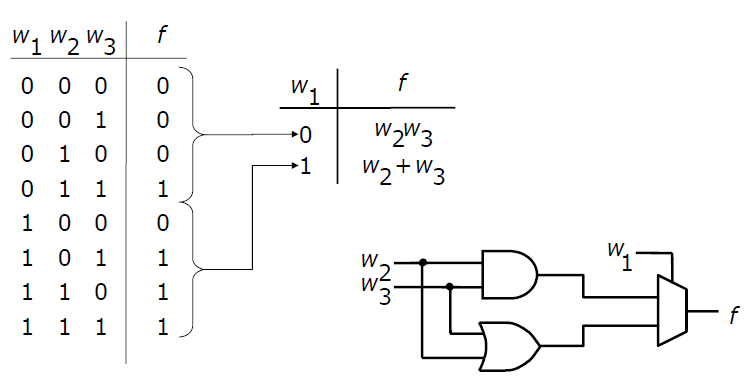 w1 w2 w3 f
0 0 0 0
0 0 1 0
0 1 0 0
0 1 1 1
1 0 0 0
1 0 1 1
1 1 0 1
1 1 1 1
w1 f
0 w2w3
1 w2+w3
w1
w2
w3
f